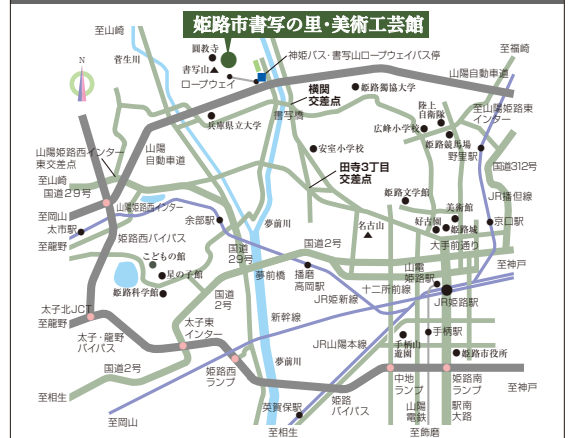 姫路市書写の里・美術工芸館
至山崎
菅生川
圓教寺
書写山▲
ロープウェイ
神姫バス・書写山ロープウェイバス停
至福崎
山陽自動車道
N
横関
交差点
姫路獨協大学
陸上
自衛隊
至山陽姫路東
インター
兵庫県立大学
書写橋
広峰小学校
姫路競馬場
野里駅
山陽
自動車道
安室小学校
国道312号
山陽姫路西インター
東交差点
田寺3丁目
交差点
至山崎
国道29号
JR播但線
山陽姫路西インター
姫路文学館
至岡山
太市駅
余部駅
夢前川
名古山
美術館
好古園
姫路城
京口駅
至龍野
姫路西バイパス
国道2号
大手前通り
こどもの館
国道
29号
星の子館
夢前橋
播磨
高岡駅
山電
姫路駅
至神戸
姫路科学館
国道
2号
十二所前線
JR姫新線
JR姫路駅
太子北JCT
至龍野
新幹線
太子東
インター
太子・龍野
バイパス
JR山陽本線
手柄駅
手柄山
遊園
国道2号
姫路西
ランプ
夢前川
姫路市役所
至相生
姫路
バイパス
中地
ランプ
姫路南
ランプ
至神戸
英賀保駅
至岡山
山陽
電鉄
駅南
大路
至相生
至飾磨